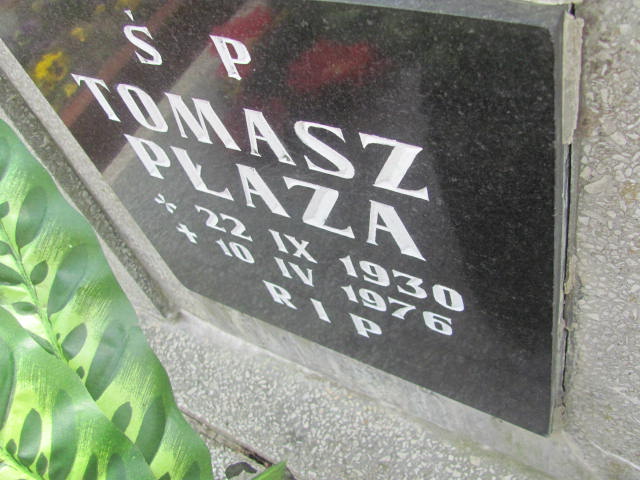 Ś P
TOMASZ
PŁAZA
* 22 IX 1930
+ 10 IV 1976
R I P